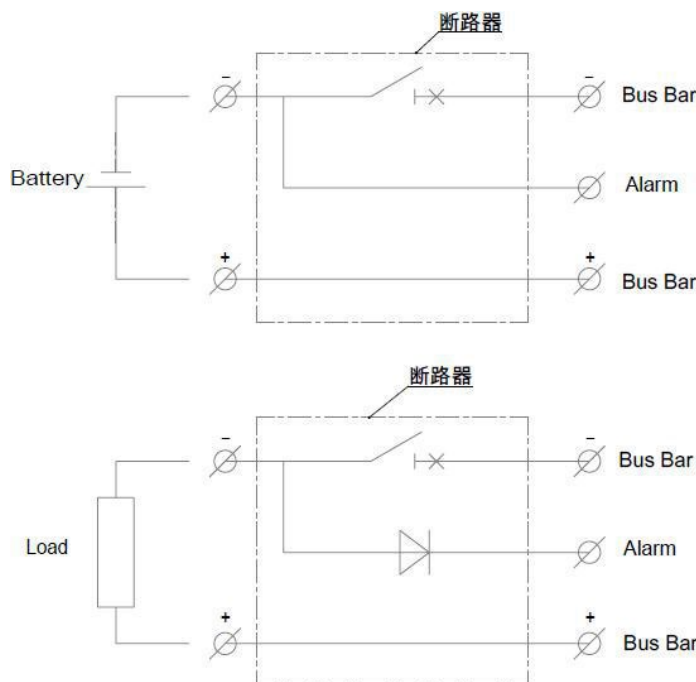 断路器
- -
Bus Bar
Battery
Alarm
+ +
Bus Bar
断路器
- -
Bus Bar
Load
Alarm
+ +
Bus Bar